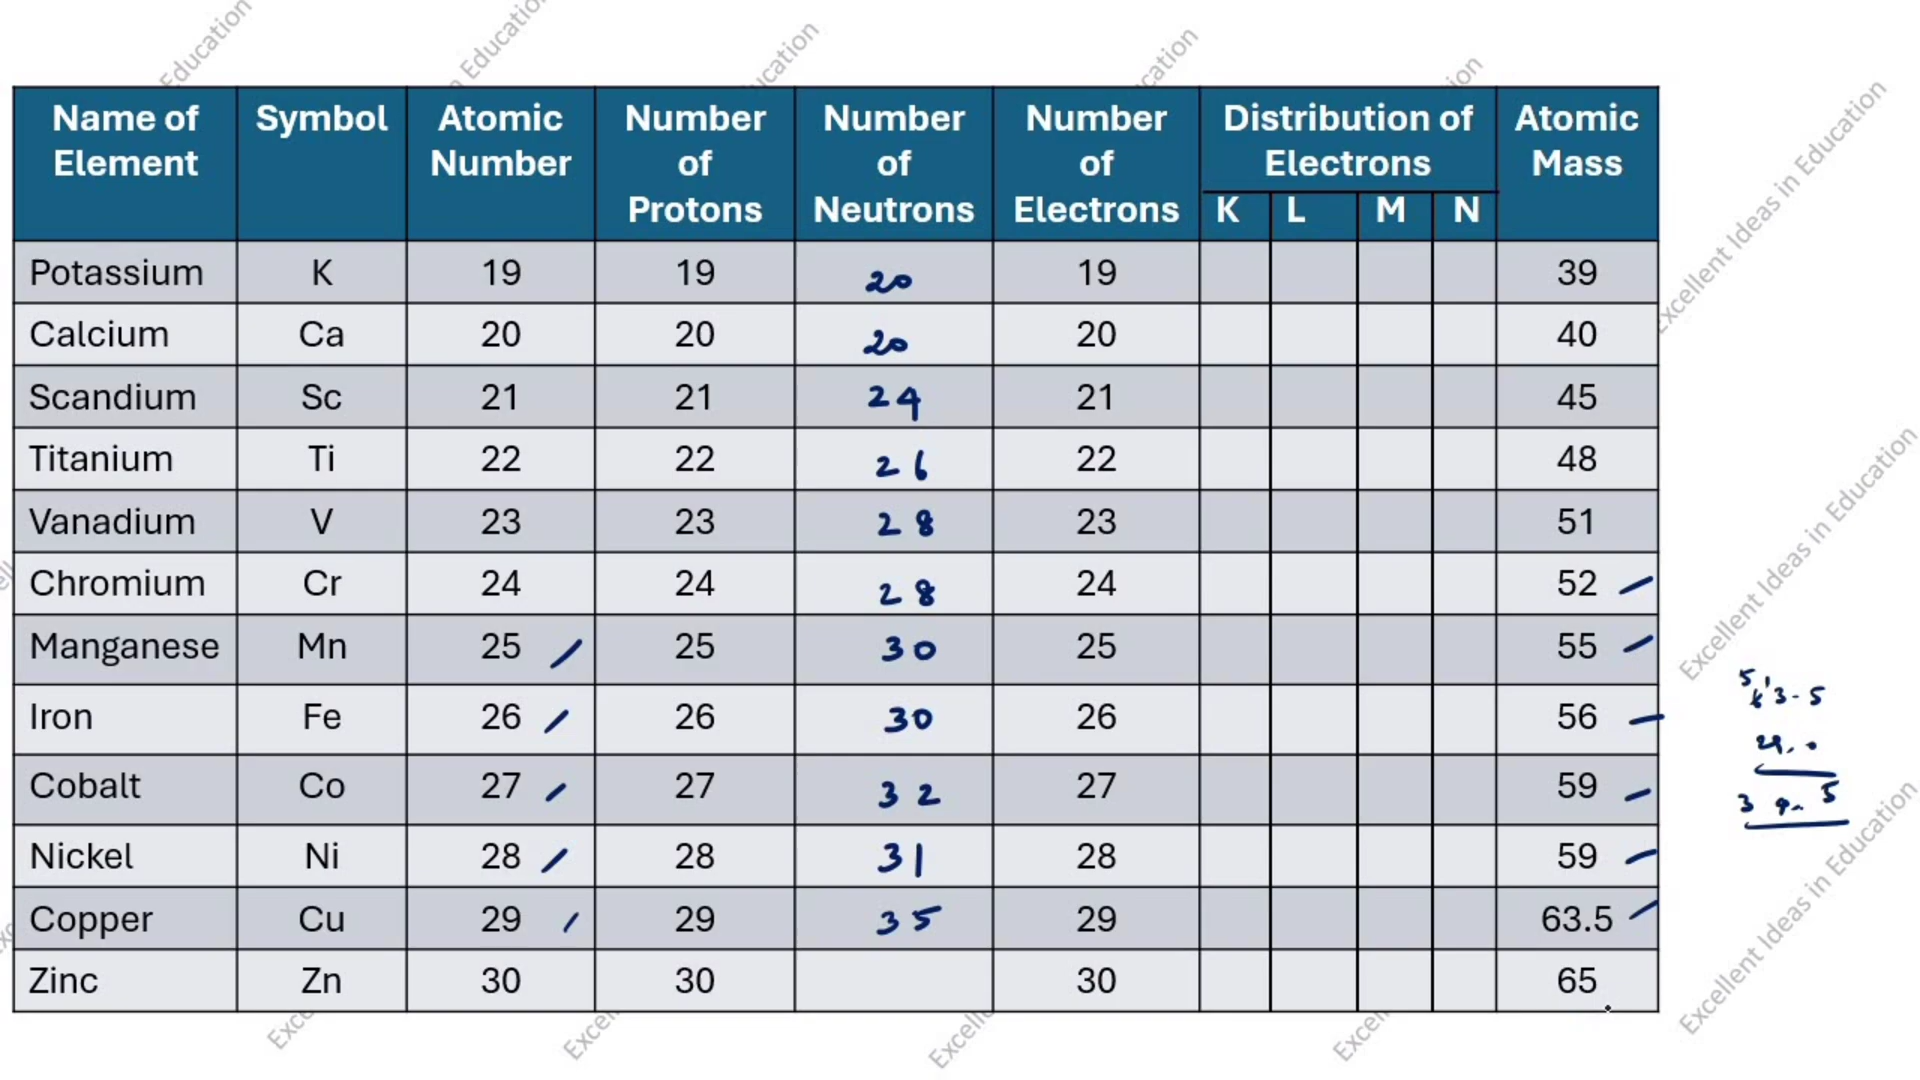 Name of Element Symbol Atomic Number Number of Protons Number of Neutrons Number of Electrons Distribution of Electrons Atomic Mass
K L M N
Potassium K 19 19 20 19 39
Calcium Ca 20 20 20 20 40
Scandium Sc 21 21 24 21 45
Titanium Ti 22 22 26 22 48
Vanadium V 23 23 28 23 51
Chromium Cr 24 24 28 24 52
Manganese Mn 25 25 30 25 55
Iron Fe 26 26 30 26 56
Cobalt Co 27 27 32 27 59
Nickel Ni 28 28 31 28 59
Copper Cu 29 29 35 29 63.5
Zinc Zn 30 30 30 65
Education
n Education
ucation
cation
ion
Excellent Ideas in Education
Excellent Ideas in Education
Excellent Ideas in Education